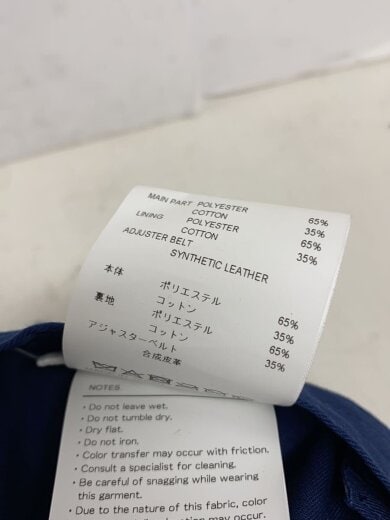 MAIN PART POLYESTER 65%
COTTON 35%
LINING POLYESTER 65%
COTTON 35%
ADJUSTER BELT
SYNTHETIC LEATHER
本体
ポリエステル 65%
コットン 35%
裏地
ポリエステル 65%
コットン 35%
アジャスターベルト
合成皮革
NOTES
・Do not leave wet.
・Do not tumble dry.
・Dry flat.
・Do not iron.
・Color transfer may occur with friction.
・Consult a specialist for cleaning.
・Be careful of snagging while wearing
this garment.
・Due to the nature of this fabric, color
may occur.